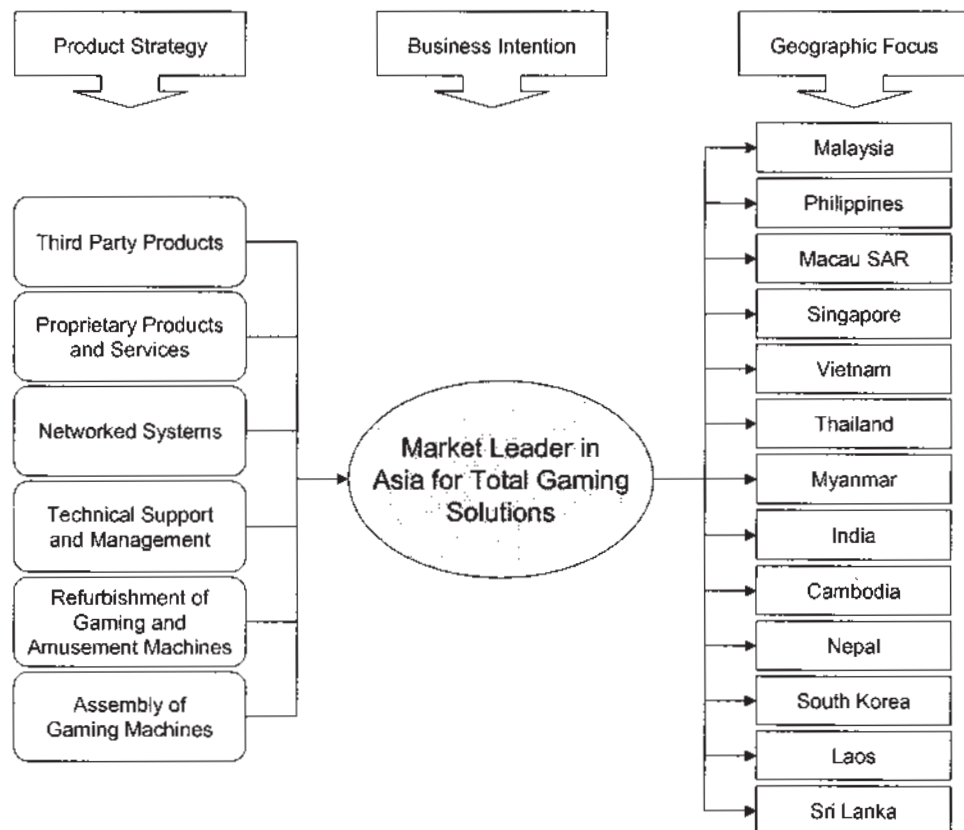 Product Strategy
Business Intention
Geographic Focus
Third Party Products
Proprietary Products
and Services
Networked Systems
Technical Support
and Management
Refurbishment of
Gaming and
Amusement Machines
Assembly of
Gaming Machines
Market Leader in
Asia for Total Gaming
Solutions
Malaysia
Philippines
Macau SAR
Singapore
Vietnam
Thailand
Myanmar
India
Cambodia
Nepal
South Korea
Laos
Sri Lanka